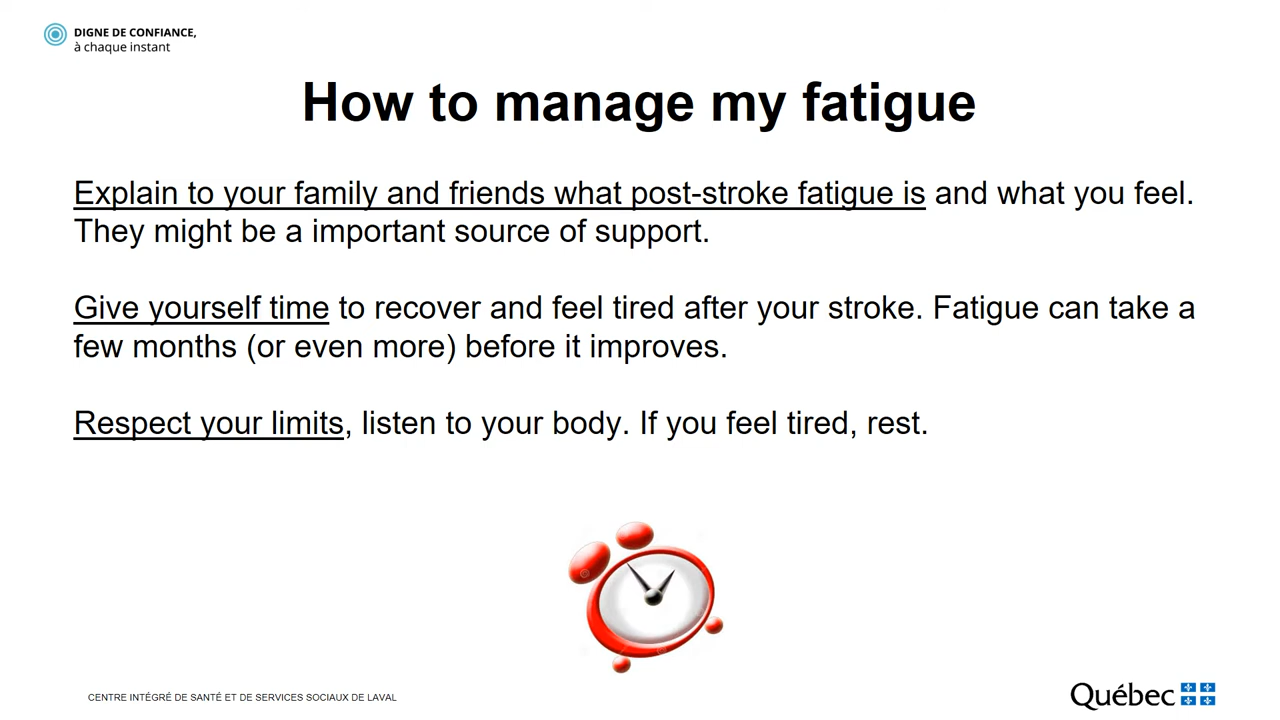 DIGNE DE CONFIANCE,
à chaque instant
How to manage my fatigue
Explain to your family and friends what post-stroke fatigue is and what you feel.
They might be a important source of support.
Give yourself time to recover and feel tired after your stroke. Fatigue can take a
few months (or even more) before it improves.
Respect your limits, listen to your body. If you feel tired, rest.
CENTRE INTÉGRÉ DE SANTÉ ET DE SERVICES SOCIAUX DE LAVAL
Québec